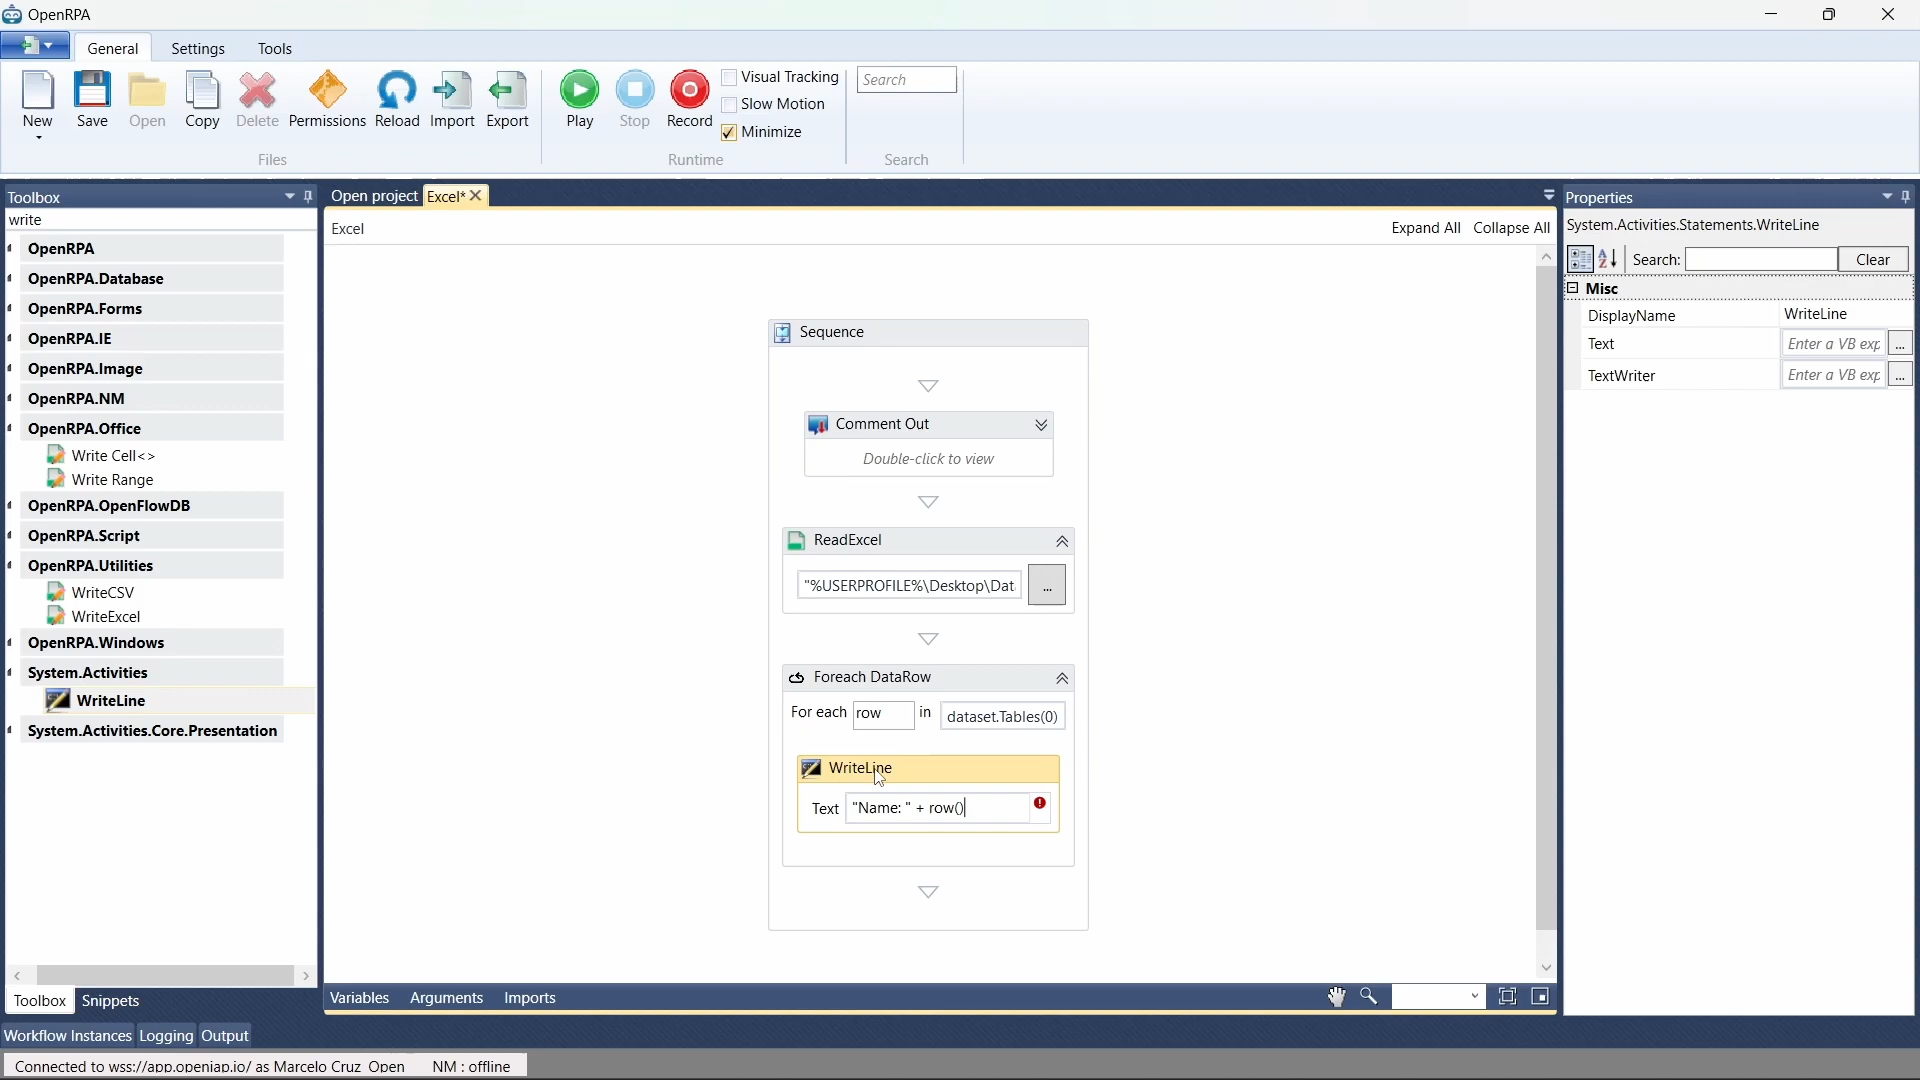 OpenRPA
General Settings Tools
New Save Open Copy Delete Permissions Reload Import Export
Files
Play Stop Record
Visual Tracking
Slow Motion
Minimize
Runtime
Search
Search
Toolbox
write
OpenRPA
OpenRPA.Database
OpenRPA.Forms
OpenRPA.IE
OpenRPA.Image
OpenRPA.NM
OpenRPA.Office
Write Cell<>
Write Range
OpenRPA.OpenFlowDB
OpenRPA.Script
OpenRPA.Utilities
WriteCSV
WriteExcel
OpenRPA.Windows
System.Activities
WriteLine
System.Activities.Core.Presentation
Toolbox Snippets
Open project Excel*
Excel Expand All Collapse All
Sequence
Comment Out
Double-click to view
ReadExcel
"%USERPROFILE%\Desktop\Dat. ...
Foreach DataRow
For each row in dataset.Tables(0)
WriteLine
Text "Name: " + row()
Variables Arguments Imports
Properties
System.Activities.Statements.WriteLine
Search: Clear
Misc
DisplayName WriteLine
Text Enter a VB exp ...
TextWriter Enter a VB exp ...
Workflow Instances Logging Output
Connected to wss://app.openiap.io/ as Marcelo Cruz Open NM : offline